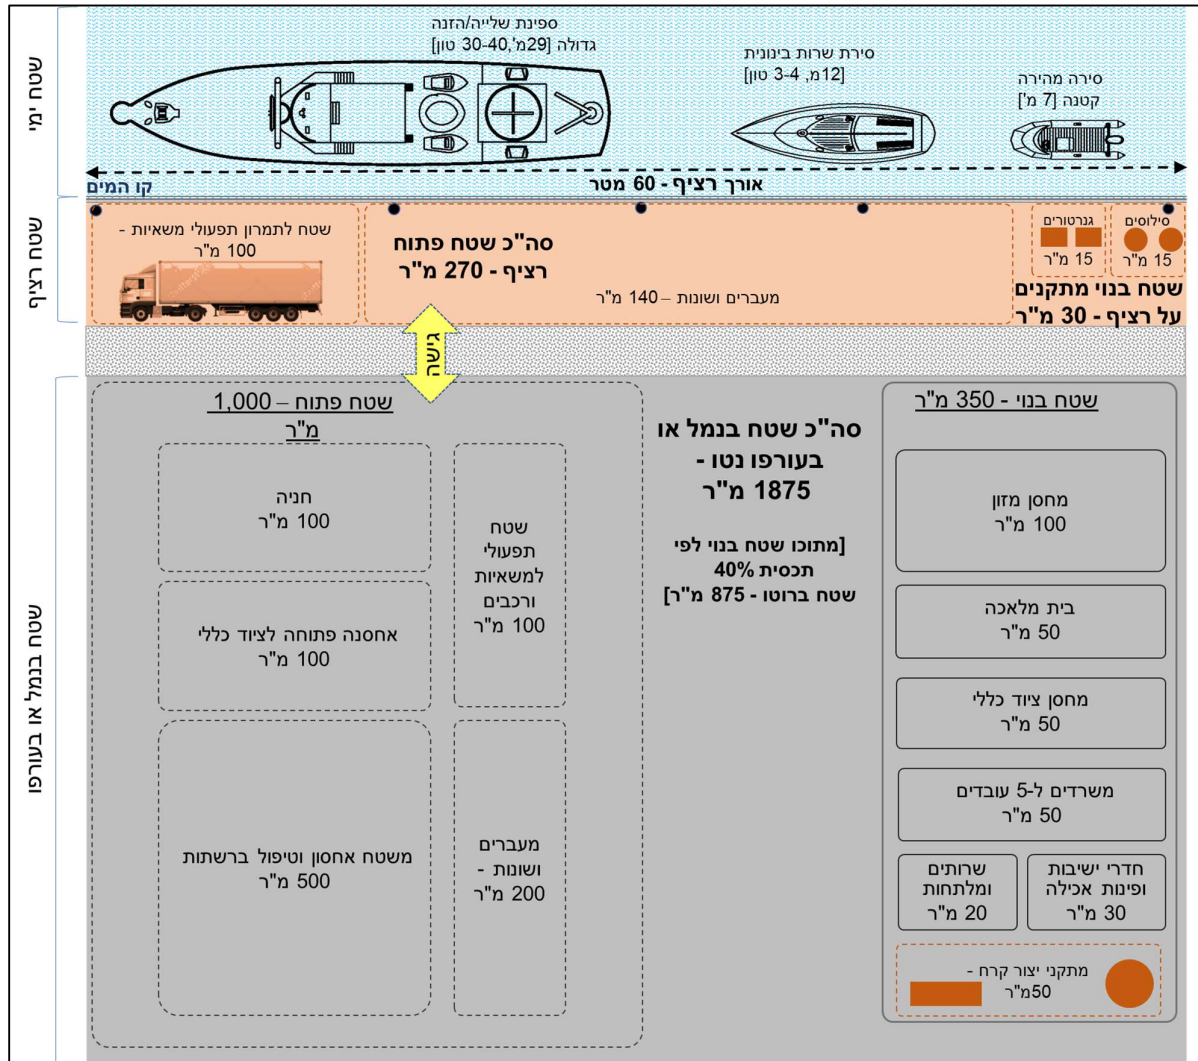 שטח ימי
ספינת שלייה/הזנה
גדולה [29מ',30-40 טון]
סירת שרות בינונית
[12מ, 3-4 טון]
סירה מהירה
קטנה [7 מ']
אורך רציף - 60 מטר
קו המים
שטח רציף
שטח לתמרון תפעולי משאיות -
100 מ"ר
סה"כ שטח פתוח
רציף - 270 מ"ר
מעברים ושונות – 140 מ"ר
גנרטורים
15 מ"ר
סילוסים
15 מ"ר
שטח בנוי מתקנים
על רציף - 30 מ"ר
גישה
שטח בנמל או בעורפו
שטח פתוח – 1,000
מ"ר
חניה
100 מ"ר
אחסנה פתוחה לציוד כללי
100 מ"ר
משטח אחסון וטיפול ברשתות
500 מ"ר
שטח
תפעולי
למשאיות
ורכבים
100 מ"ר
מעברים
ושונות -
200 מ"ר
סה"כ שטח בנמל או
בעורפו נטו -
1875 מ"ר
[מתוכו שטח בנוי לפי
תכסית 40%
שטח ברוטו - 875 מ"ר]
שטח בנוי - 350 מ"ר
מחסן מזון
100 מ"ר
בית מלאכה
50 מ"ר
מחסן ציוד כללי
50 מ"ר
משרדים ל-5 עובדים
50 מ"ר
חדרי ישיבות
ופינות אכילה
30 מ"ר
שרותים
ומלתחות
20 מ"ר
מתקני יצור קרח -
50מ"ר